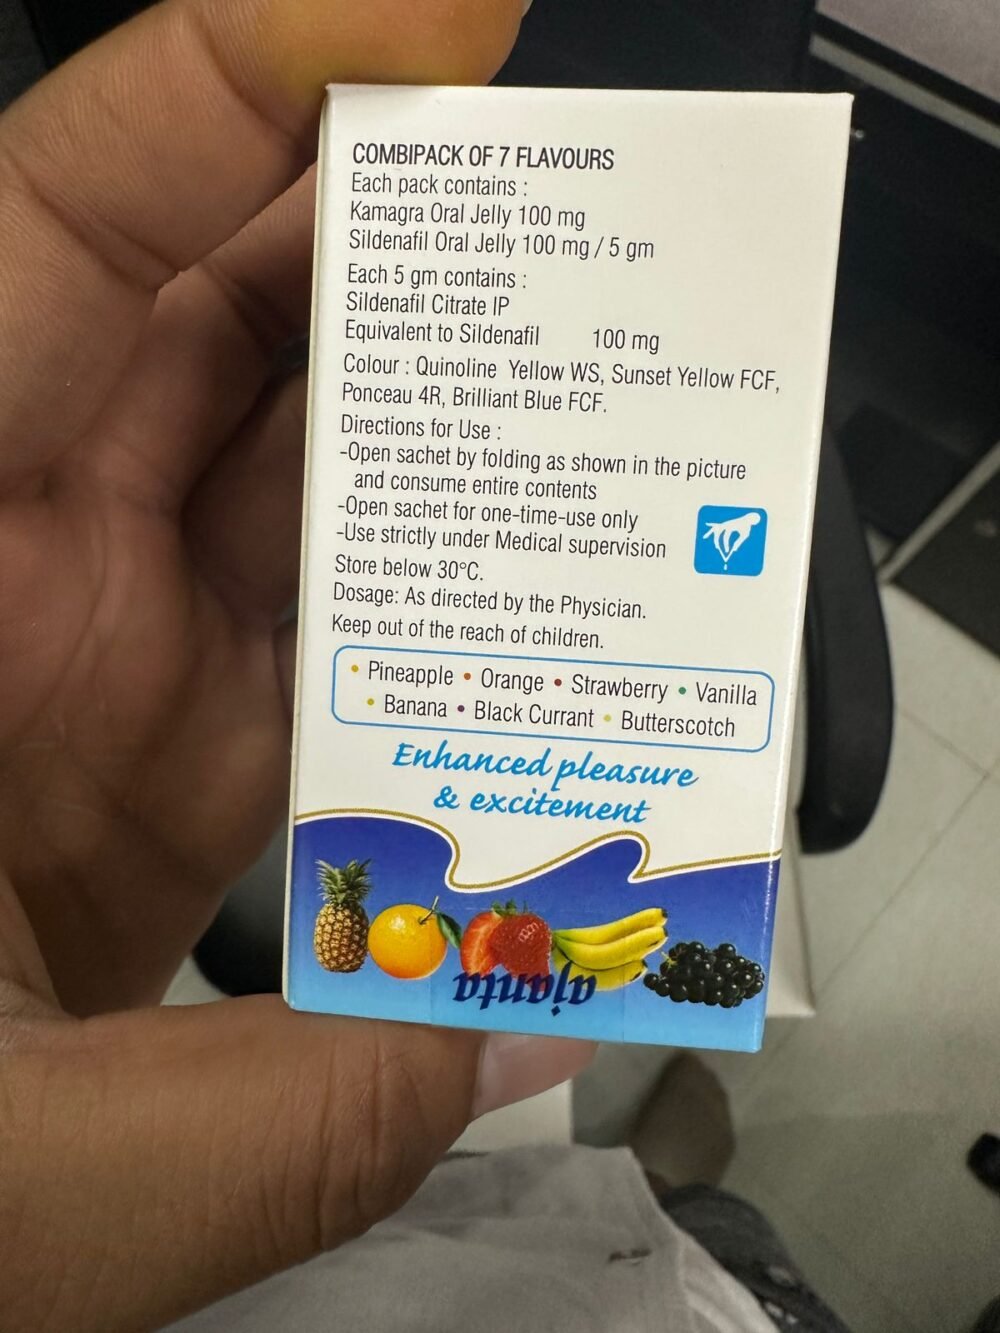 COMBIPACK OF 7 FLAVOURS
Each pack contains :
Kamagra Oral Jelly 100 mg
Sildenafil Oral Jelly 100 mg / 5 gm
Each 5 gm contains :
Sildenafil Citrate IP
Equivalent to Sildenafil 100 mg
Colour : Quinoline Yellow WS, Sunset Yellow FCF,
Ponceau 4R, Brilliant Blue FCF.
Directions for Use :
-Open sachet by folding as shown in the picture
and consume entire contents
-Open sachet for one-time-use only
-Use strictly under Medical supervision
Store below 30°C.
Dosage: As directed by the Physician.
Keep out of the reach of children.
• Pineapple • Orange • Strawberry • Vanilla
• Banana • Black Currant • Butterscotch
Enhanced pleasure
& excitement
ajanta